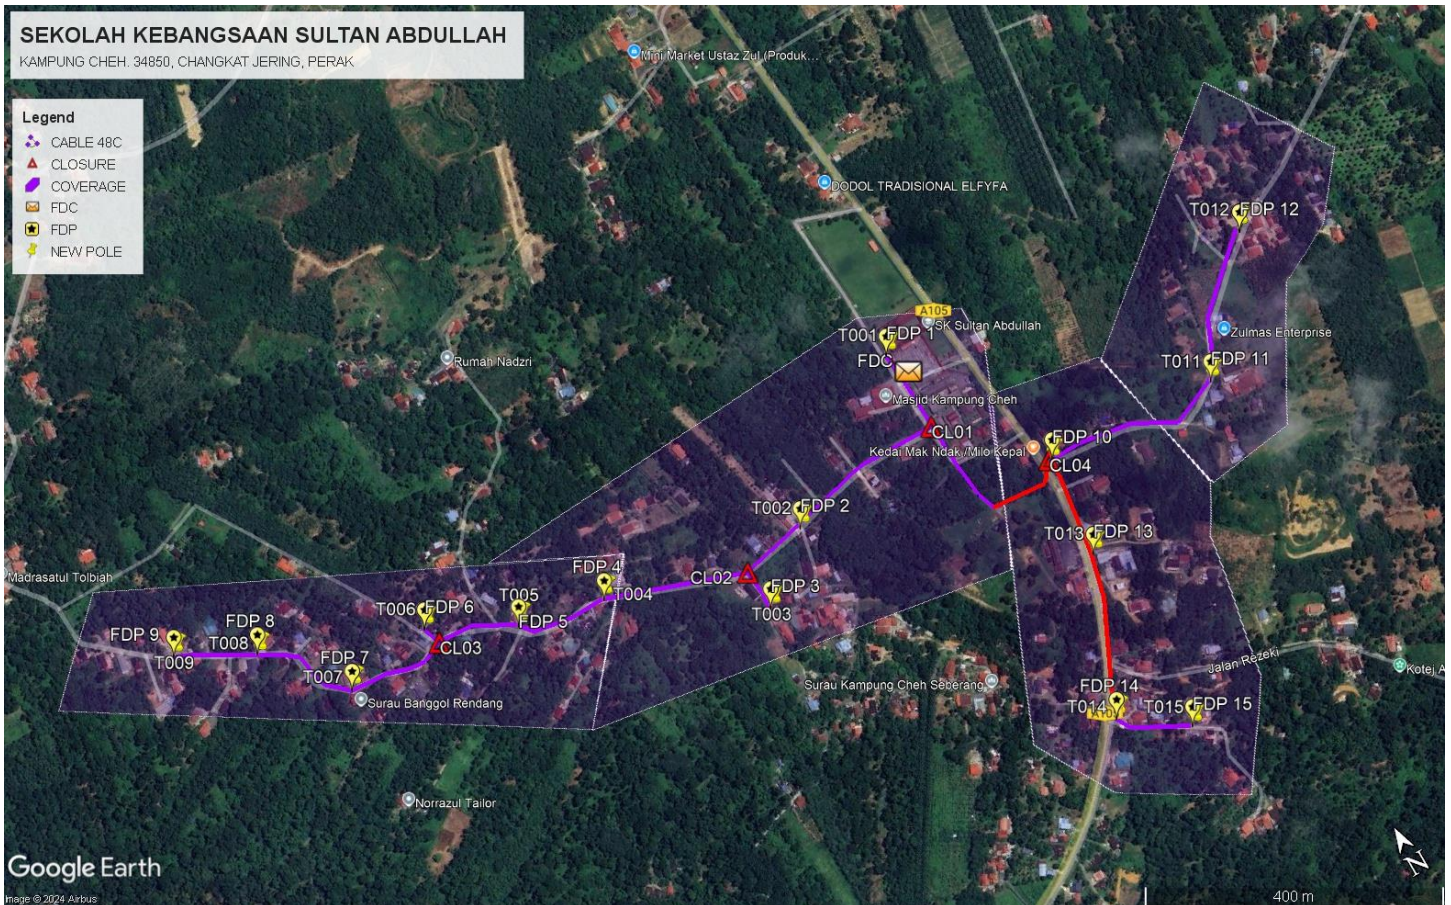 SEKOLAH KEBANGSAAN SULTAN ABDULLAH
KAMPUNG CHEH. 34850, CHANGKAT JERING, PERAK
Legend
CABLE 48C
CLOSURE
COVERAGE
FDC
FDP
NEW POLE
Mini Market Ustaz Zul (Produk...
DODOL TRADISIONAL ELFYFA
T012
FDP 12
A105
SK Sultan Abdullah
Zulmas Enterprise
T001
FDP 1
Rumah Nadzri
FDC
T011
FDP 11
Masjid Kampung Cheh
CL01
FDP 10
Kedai Mak Ndak /Milo Kepal
CL04
T002
FDP 2
T013
FDP 13
Madrasatul Tolbiah
FDP 4
CL02
FDP 3
T004
T003
T005
FDP 5
T006
FDP 6
FDP 8
FDP 9
T008
T009
CL03
FDP 7
T007
Surau Banggol Rendang
Jalan Rezeki
Kotej A
Surau Kampung Cheh Seberang
FDP 14
T014
T015
FDP 15
Norrazul Tailor
Google Earth
Image © 2024 Airbus
N
400 m